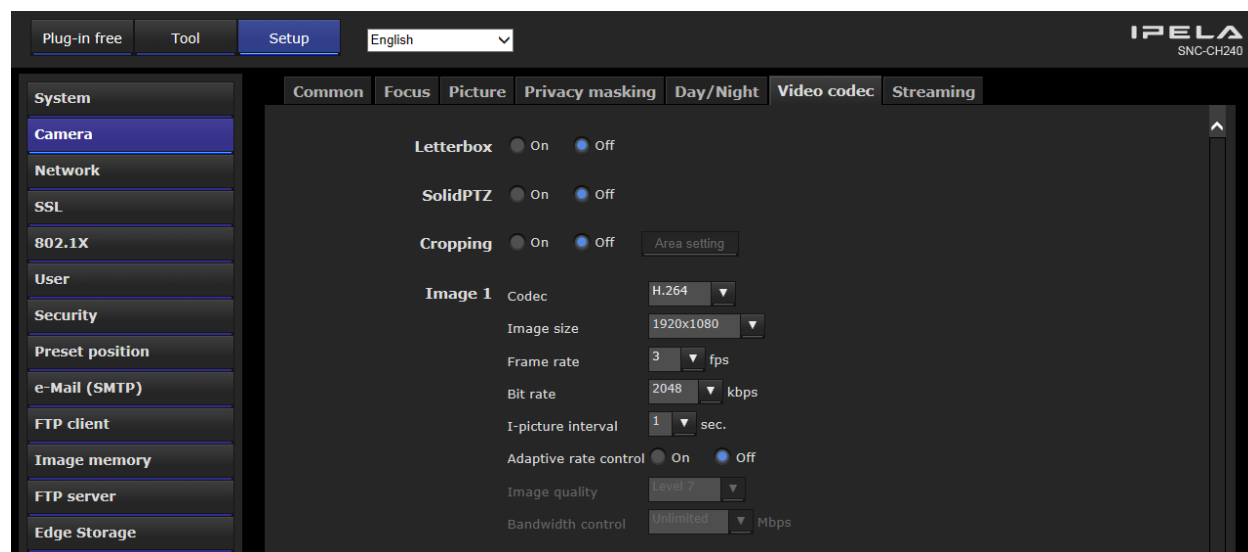 Plug-in free Tool Setup English IPELA
SNC-CH240
Common Focus Picture Privacy masking Day/Night Video codec Streaming
System
Camera
Network
SSL
802.1X
User
Security
Preset position
e-Mail (SMTP)
FTP client
Image memory
FTP server
Edge Storage
Letterbox On Off
SolidPTZ On Off
Cropping On Off Area setting
Image 1 Codec H.264
Image size 1920x1080
Frame rate 3 fps
Bit rate 2048 kbps
I-picture interval 1 sec.
Adaptive rate control On Off
Image quality Level 7
Bandwidth control Unlimited Mbps